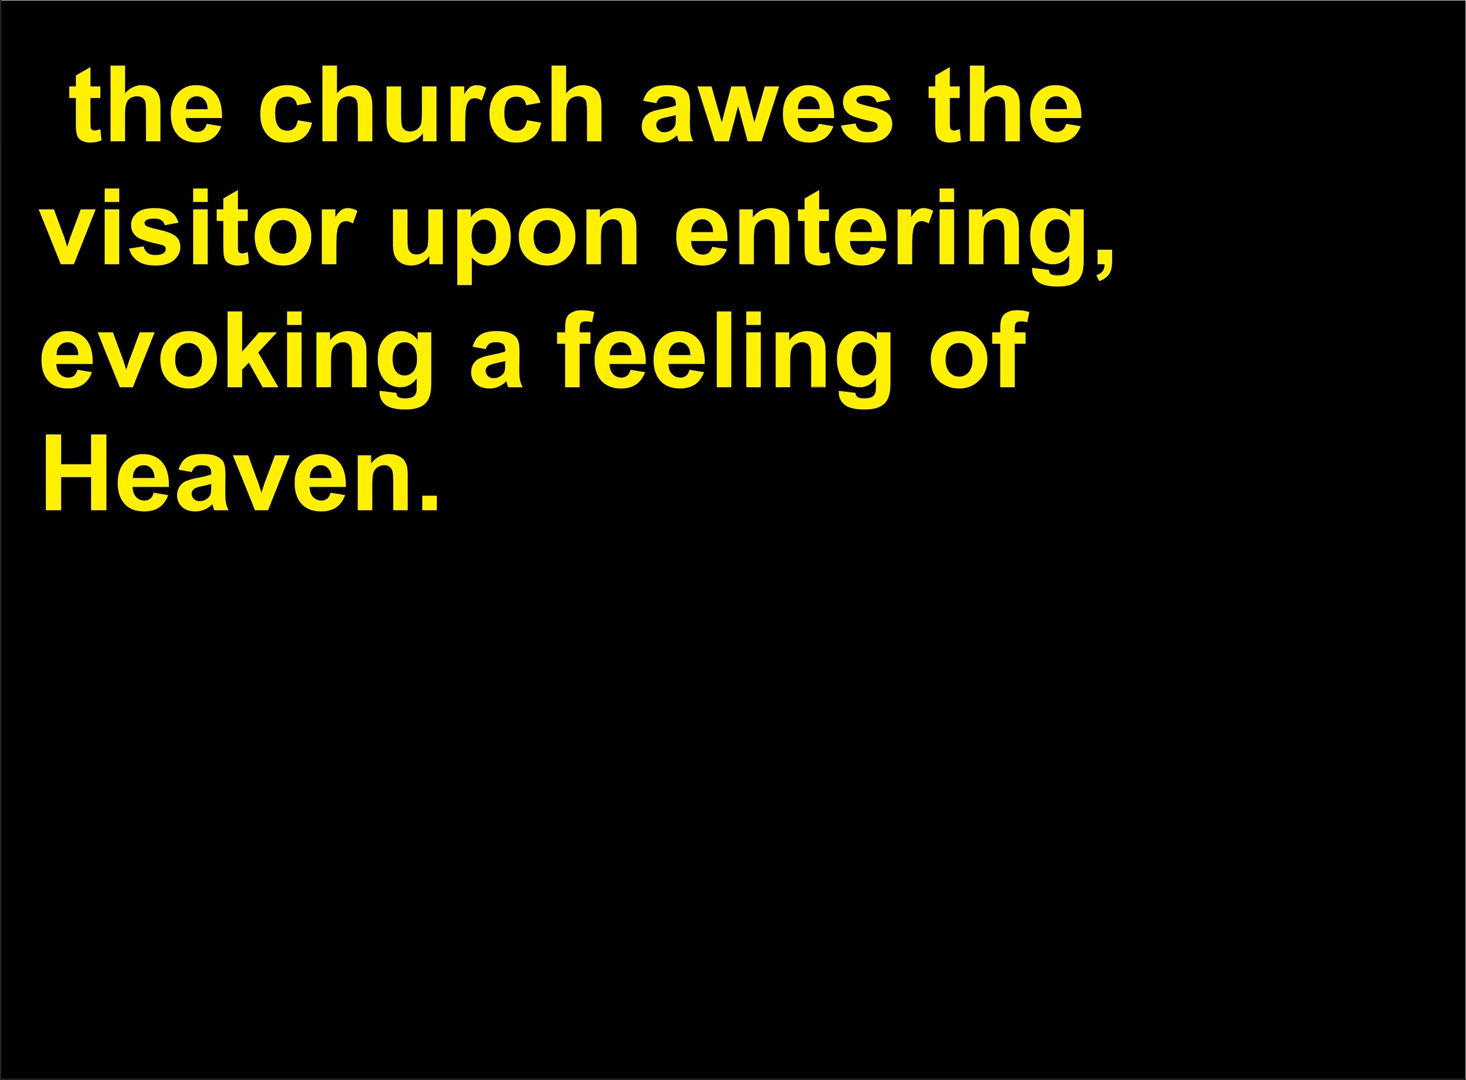 the church awes the
visitor upon entering,
evoking a feeling of
Heaven.